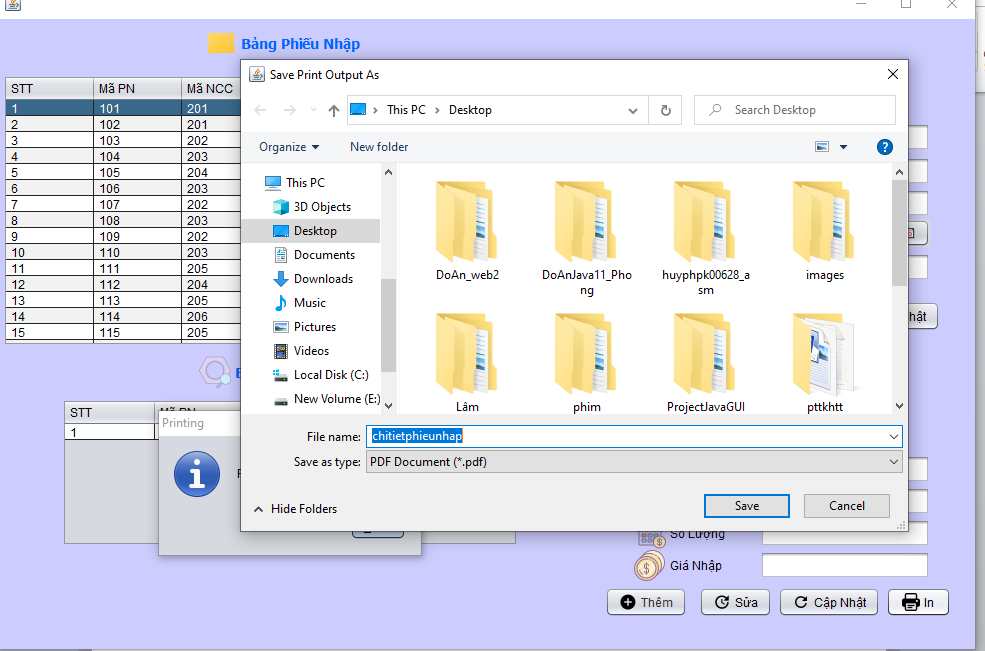 Bảng Phiếu Nhập
Save Print Output As
This PC > Desktop
Search Desktop
Organize
New folder
STT Mã PN Mã NCC
1 101 201
2 102 201
3 103 202
4 104 203
5 105 204
6 106 203
7 107 202
8 108 203
9 109 202
10 110 203
11 111 205
12 112 204
13 113 205
14 114 206
15 115 205
This PC
3D Objects
Desktop
Documents
Downloads
Music
Pictures
Videos
Local Disk (C:)
New Volume (E:)
DoAn_web2
DoAnJava11_Pho
ng
huyphpk00628_a
sm
images
Lâm
phim
ProjectJavaGUI
pttkhtt
STT Mã PN
1
Printing
File name: chitietphieunhap
Save as type: PDF Document (*.pdf)
Hide Folders
Save
Cancel
Số Lượng
Giá Nhập
Thêm
Sửa
Cập Nhật
In